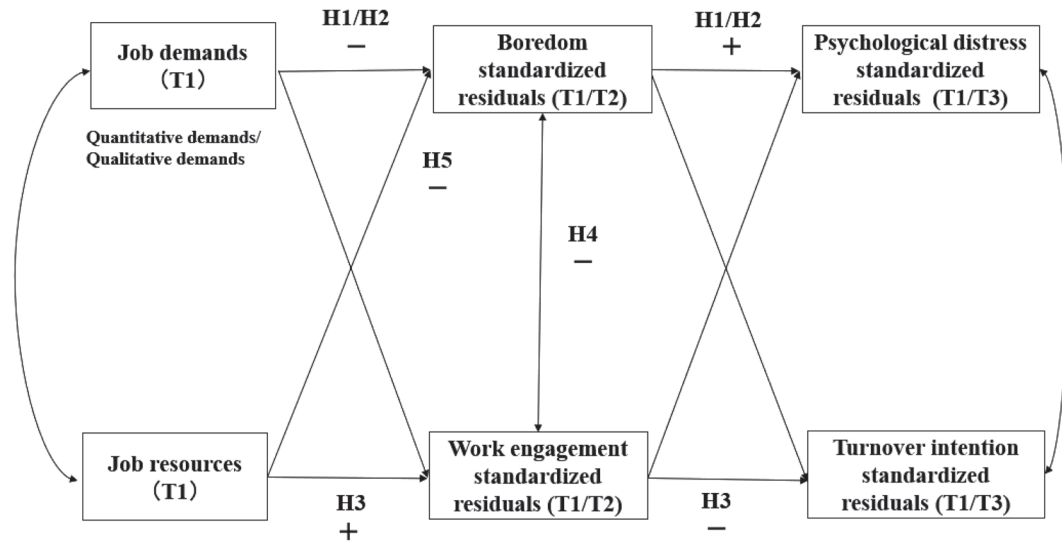 H1/H2
−
H1/H2
+
Job demands
（T1）
Boredom
standardized
residuals (T1/T2)
Psychological distress
standardized
residuals (T1/T3)
Quantitative demands/
Qualitative demands
H5
−
H4
−
Job resources
（T1）
Work engagement
standardized
residuals (T1/T2)
Turnover intention
standardized
residuals (T1/T3)
H3
+
H3
−